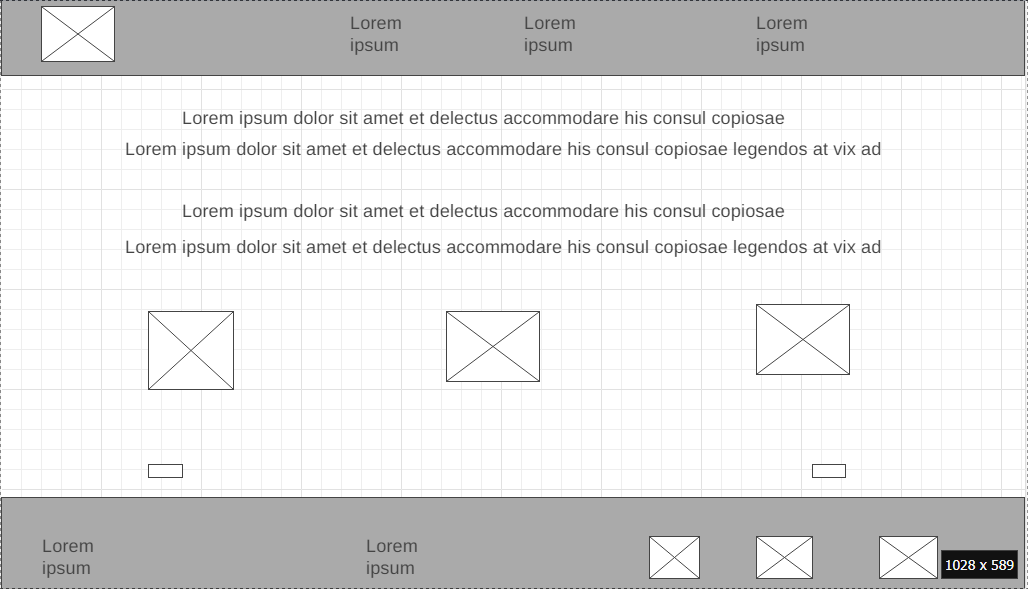 Lorem
ipsum
Lorem
ipsum
Lorem
ipsum
Lorem ipsum dolor sit amet et delectus accommodare his consul copiosae
Lorem ipsum dolor sit amet et delectus accommodare his consul copiosae legendos at vix ad
Lorem ipsum dolor sit amet et delectus accommodare his consul copiosae
Lorem ipsum dolor sit amet et delectus accommodare his consul copiosae legendos at vix ad
Lorem
ipsum
Lorem
ipsum
1028 x 589